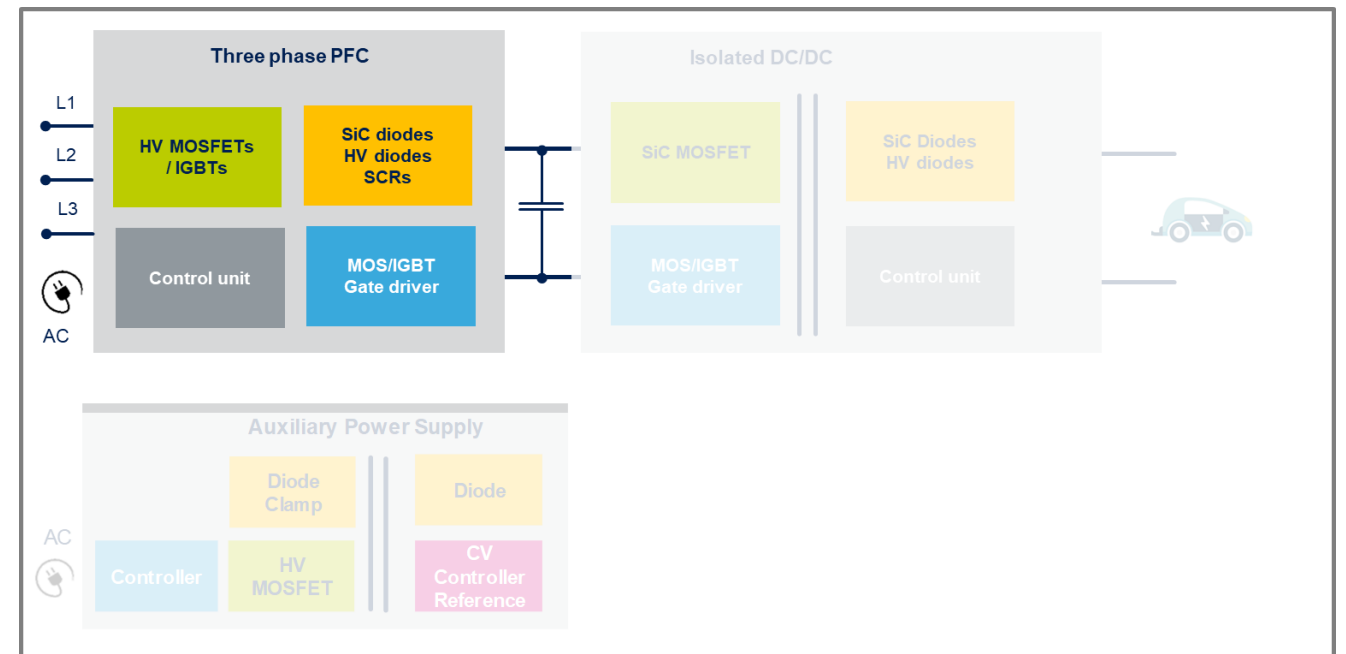 Three phase PFC
L1
L2
L3
AC
HV MOSFETs
/ IGBTs
SiC diodes
HV diodes
SCRs
Control unit
MOS/IGBT
Gate driver
Isolated DC/DC
SiC MOSFET
SiC Diodes
HV diodes
MOS/IGBT
Gate driver
Control unit
Auxiliary Power Supply
AC
Diode
Clamp
Diode
Controller
HV
MOSFET
CV
Controller
Reference